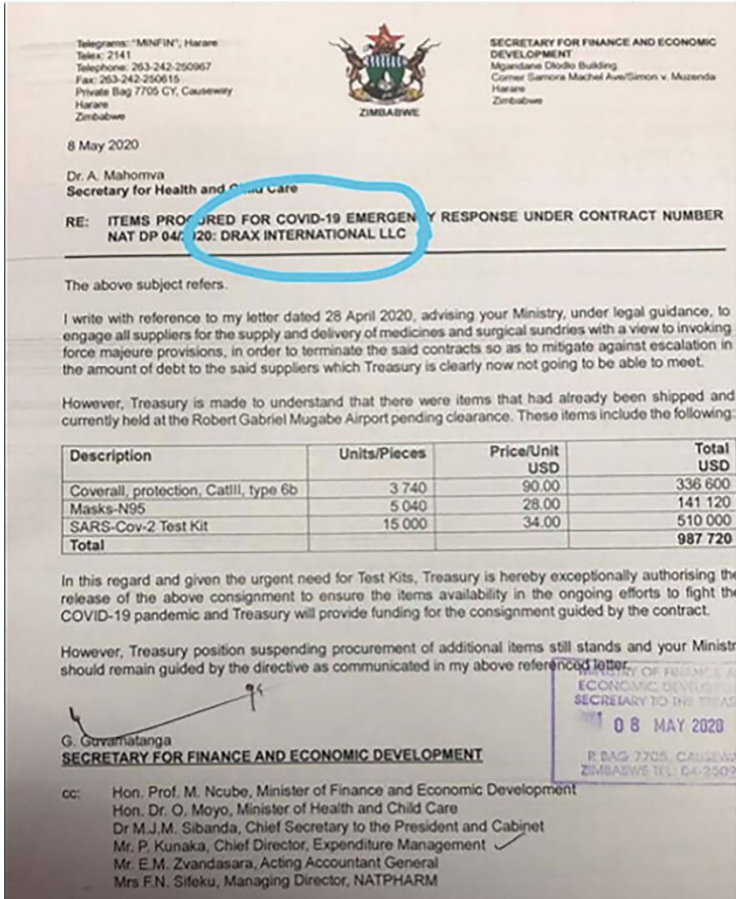 Telegrams: "MINFIN", Harare
Telex: 2141
Telephone: 263-242-250967
Fax: 263-242-250615
Private Bag 7705 CY, Causeway
Harare
Zimbabwe
ZIMBABWE
SECRETARY FOR FINANCE AND ECONOMIC
DEVELOPMENT
Mgandane Dlodlo Building
Corner Samora Machel Ave/Simon v. Muzenda
Harare
Zimbabwe
8 May 2020
Dr. A. Mahomva
Secretary for Health and Child Care
RE: ITEMS PROCURED FOR COVID-19 EMERGENCY RESPONSE UNDER CONTRACT NUMBER
NAT DP 04/2020: DRAX INTERNATIONAL LLC
The above subject refers.
I write with reference to my letter dated 28 April 2020, advising your Ministry, under legal guidance, to
engage all suppliers for the supply and delivery of medicines and surgical sundries with a view to invoking
force majeure provisions, in order to terminate the said contracts so as to mitigate against escalation in
the amount of debt to the said suppliers which Treasury is clearly now not going to be able to meet.
However, Treasury is made to understand that there were items that had already been shipped and
currently held at the Robert Gabriel Mugabe Airport pending clearance. These items include the following:
Description Units/Pieces Price/Unit USD Total USD
Coverall, protection, CatIII, type 6b 3 740 90.00 336 600
Masks-N95 5 040 28.00 141 120
SARS-Cov-2 Test Kit 15 000 34.00 510 000
Total 987 720
In this regard and given the urgent need for Test Kits, Treasury is hereby exceptionally authorising the
release of the above consignment to ensure the items availability in the ongoing efforts to fight the
COVID-19 pandemic and Treasury will provide funding for the consignment guided by the contract.
However, Treasury position suspending procurement of additional items still stands and your Ministr
should remain guided by the directive as communicated in my above referenced letter.
MINISTRY OF FINANCE A
ECONOMIC DEVELOP
SECRETARY TO THE TREAS
08 MAY 2020
P. BAG 7705, CAUSEWA
ZIMBABWE TEL: 04-2509
G. Guvamatanga
SECRETARY FOR FINANCE AND ECONOMIC DEVELOPMENT
cc: Hon. Prof. M. Ncube, Minister of Finance and Economic Development
Hon. Dr. O. Moyo, Minister of Health and Child Care
Dr M.J.M. Sibanda, Chief Secretary to the President and Cabinet
Mr. P. Kunaka, Chief Director, Expenditure Management
Mr. E.M. Zvandasara, Acting Accountant General
Mrs F.N. Sifeku, Managing Director, NATPHARM